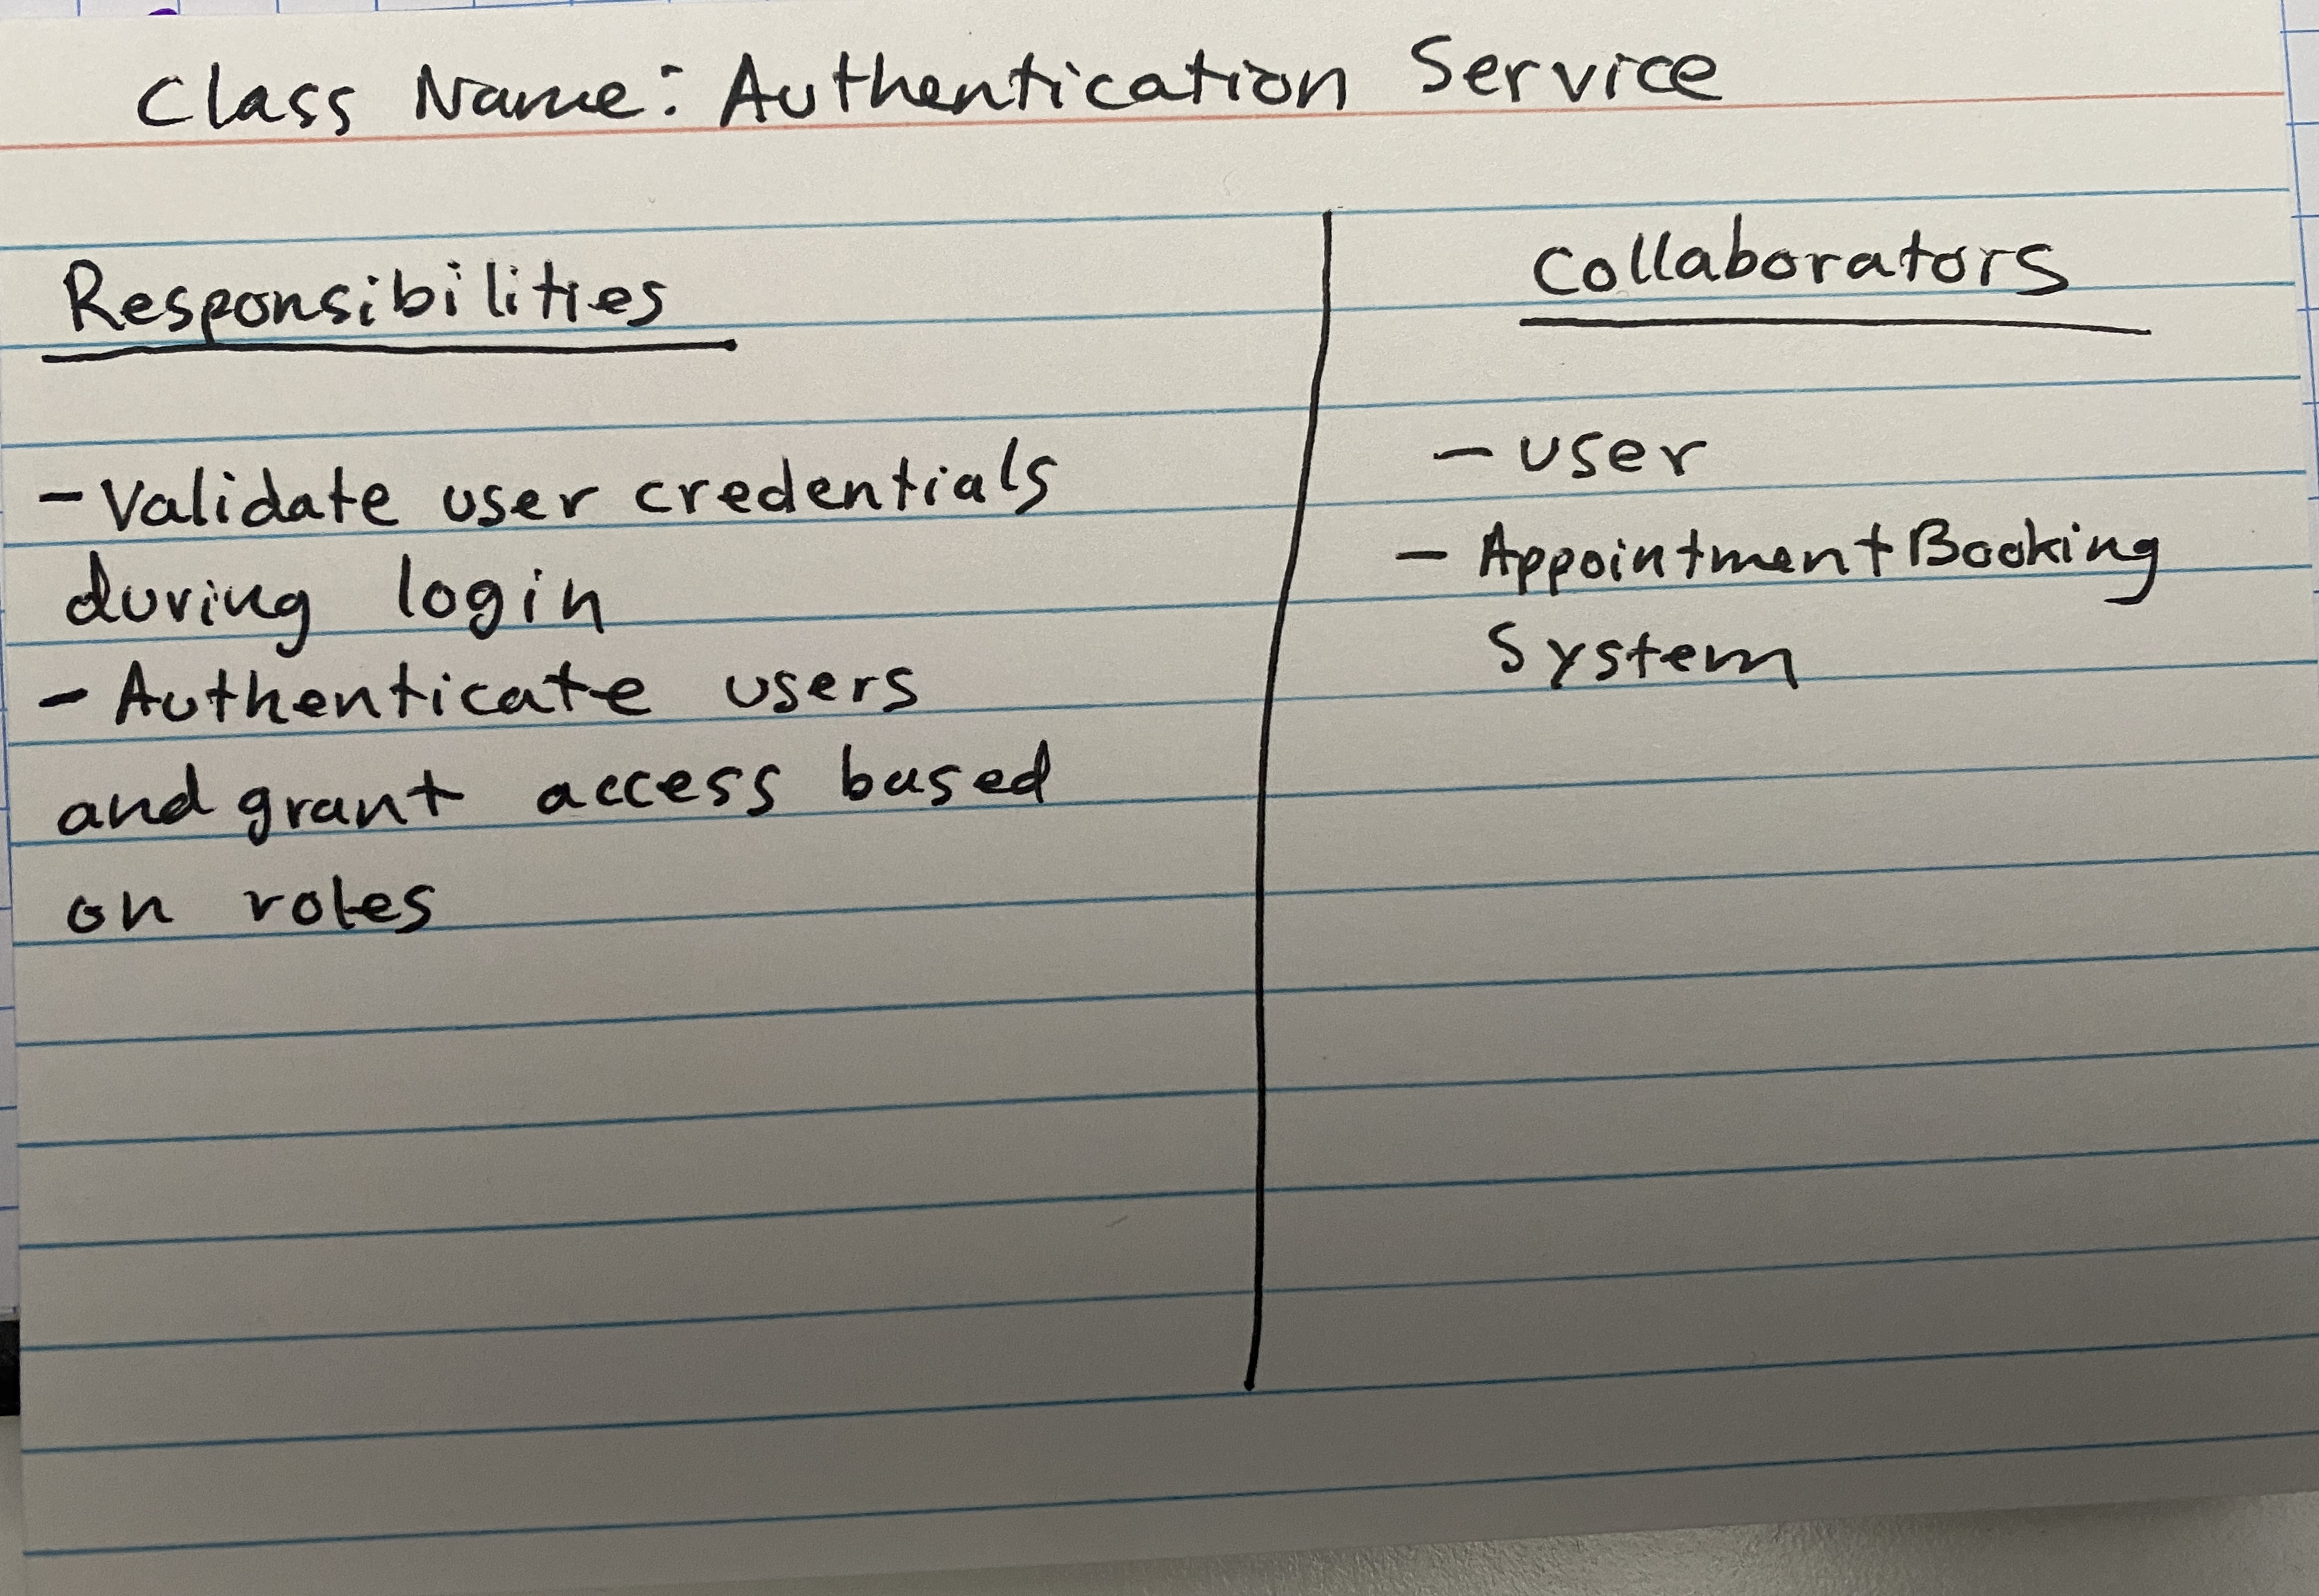 Class Name: Authentication Service
Responsibilities
- Validate user credentials
during login
- Authenticate users
and grant access based
on roles
Collaborators
- User
- AppointmentBooking
System